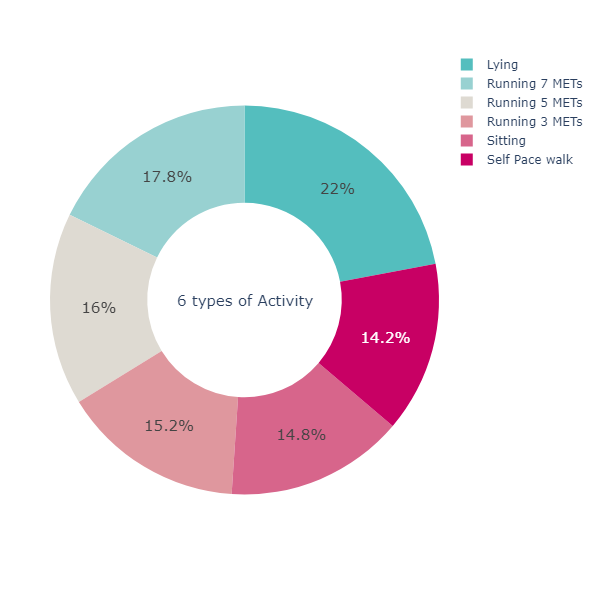 Lying
Running 7 METs
Running 5 METs
Running 3 METs
Sitting
Self Pace walk
22%
17.8%
6 types of Activity
16%
14.2%
15.2%
14.8%